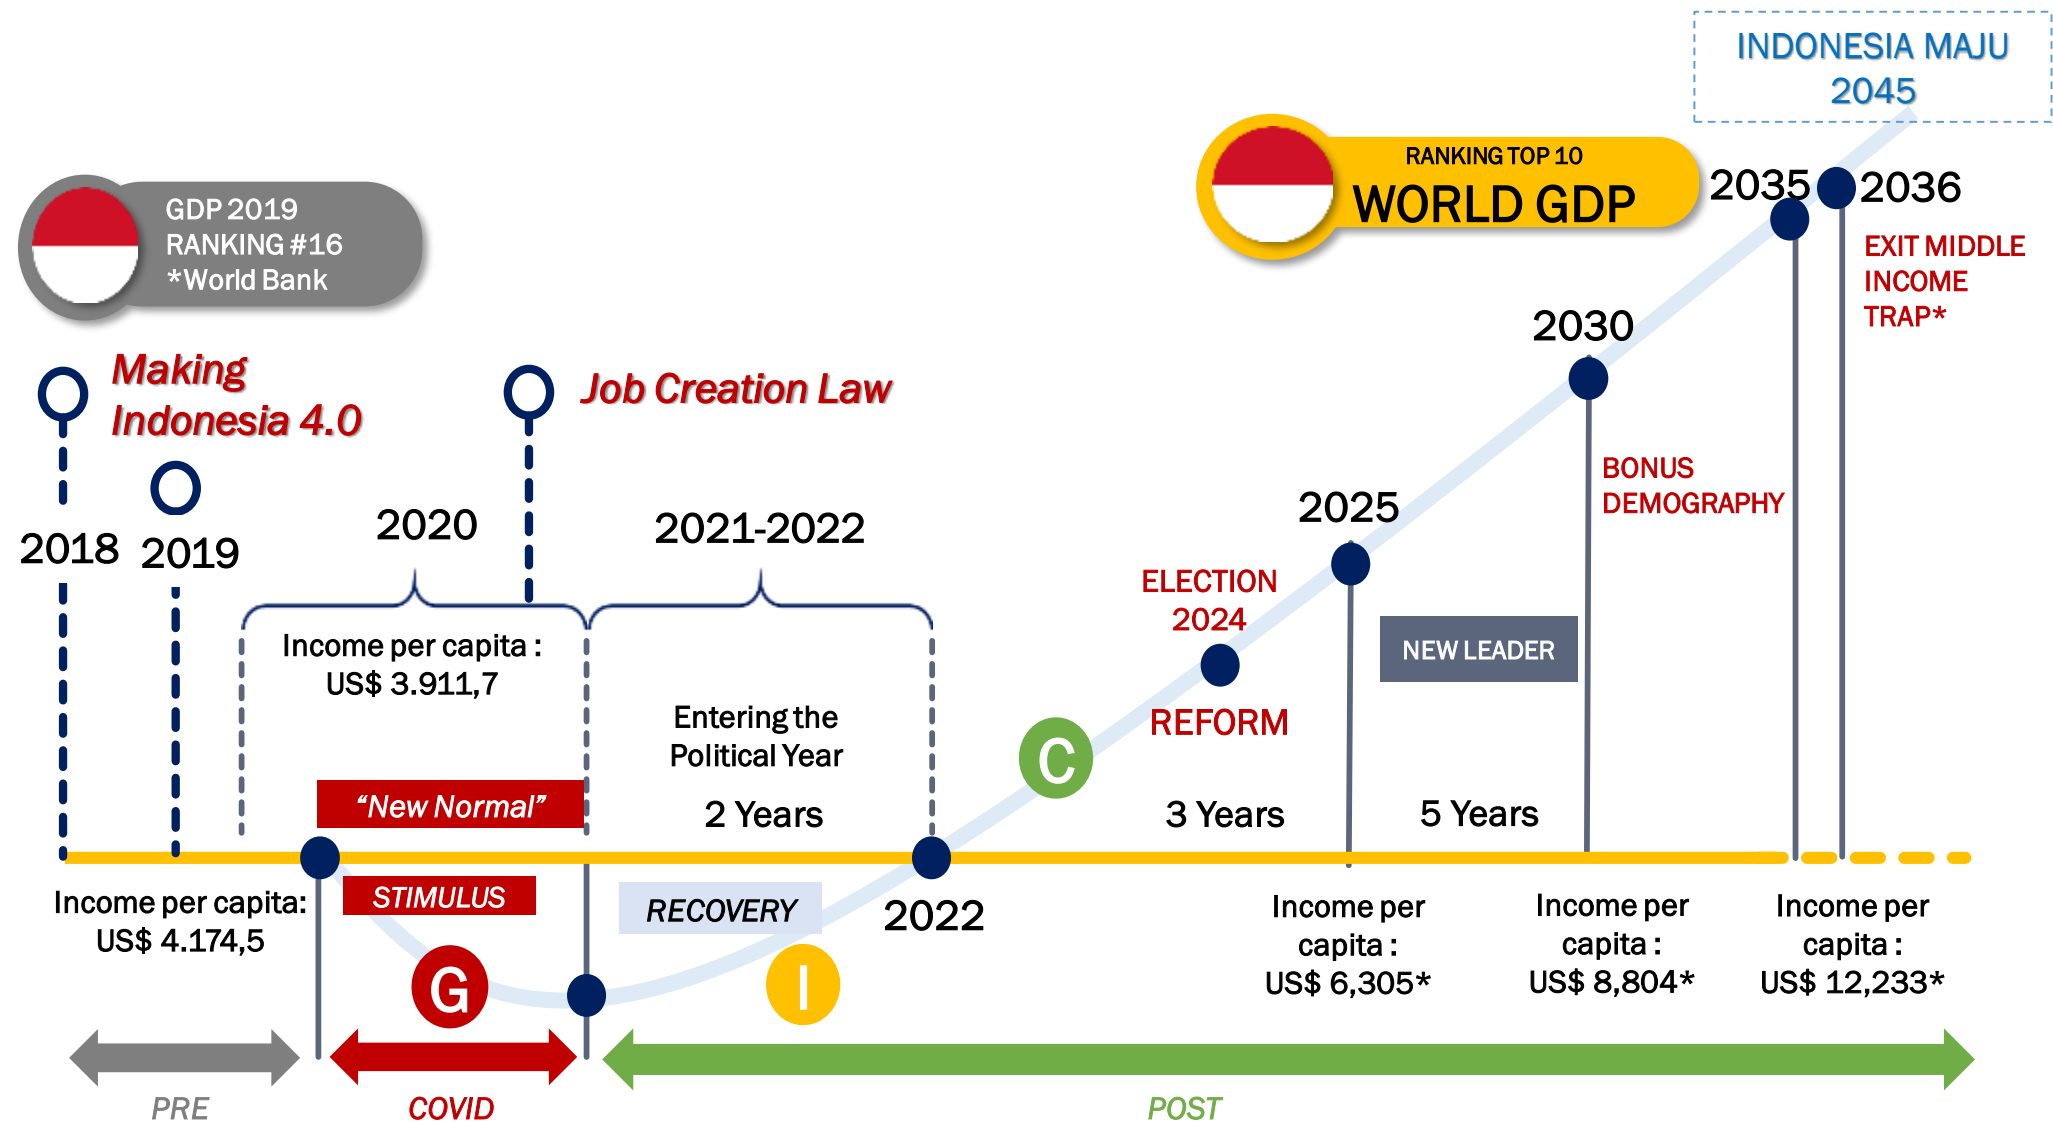 INDONESIA MAJU
2045
RANKING TOP 10
WORLD GDP
2035
2036
GDP 2019
RANKING #16
*World Bank
EXIT MIDDLE
INCOME
TRAP*
2030
Making
Indonesia 4.0
Job Creation Law
BONUS
DEMOGRAPHY
2025
2018
2019
2020
2021-2022
ELECTION
2024
REFORM
NEW LEADER
Income per capita :
US$ 3.911,7
Entering the
Political Year
2 Years
C
3 Years
5 Years
“New Normal”
STIMULUS
RECOVERY
2022
Income per capita:
US$ 4.174,5
G
I
Income per
capita :
US$ 6,305*
Income per
capita :
US$ 8,804*
Income per
capita :
US$ 12,233*
PRE
COVID
POST